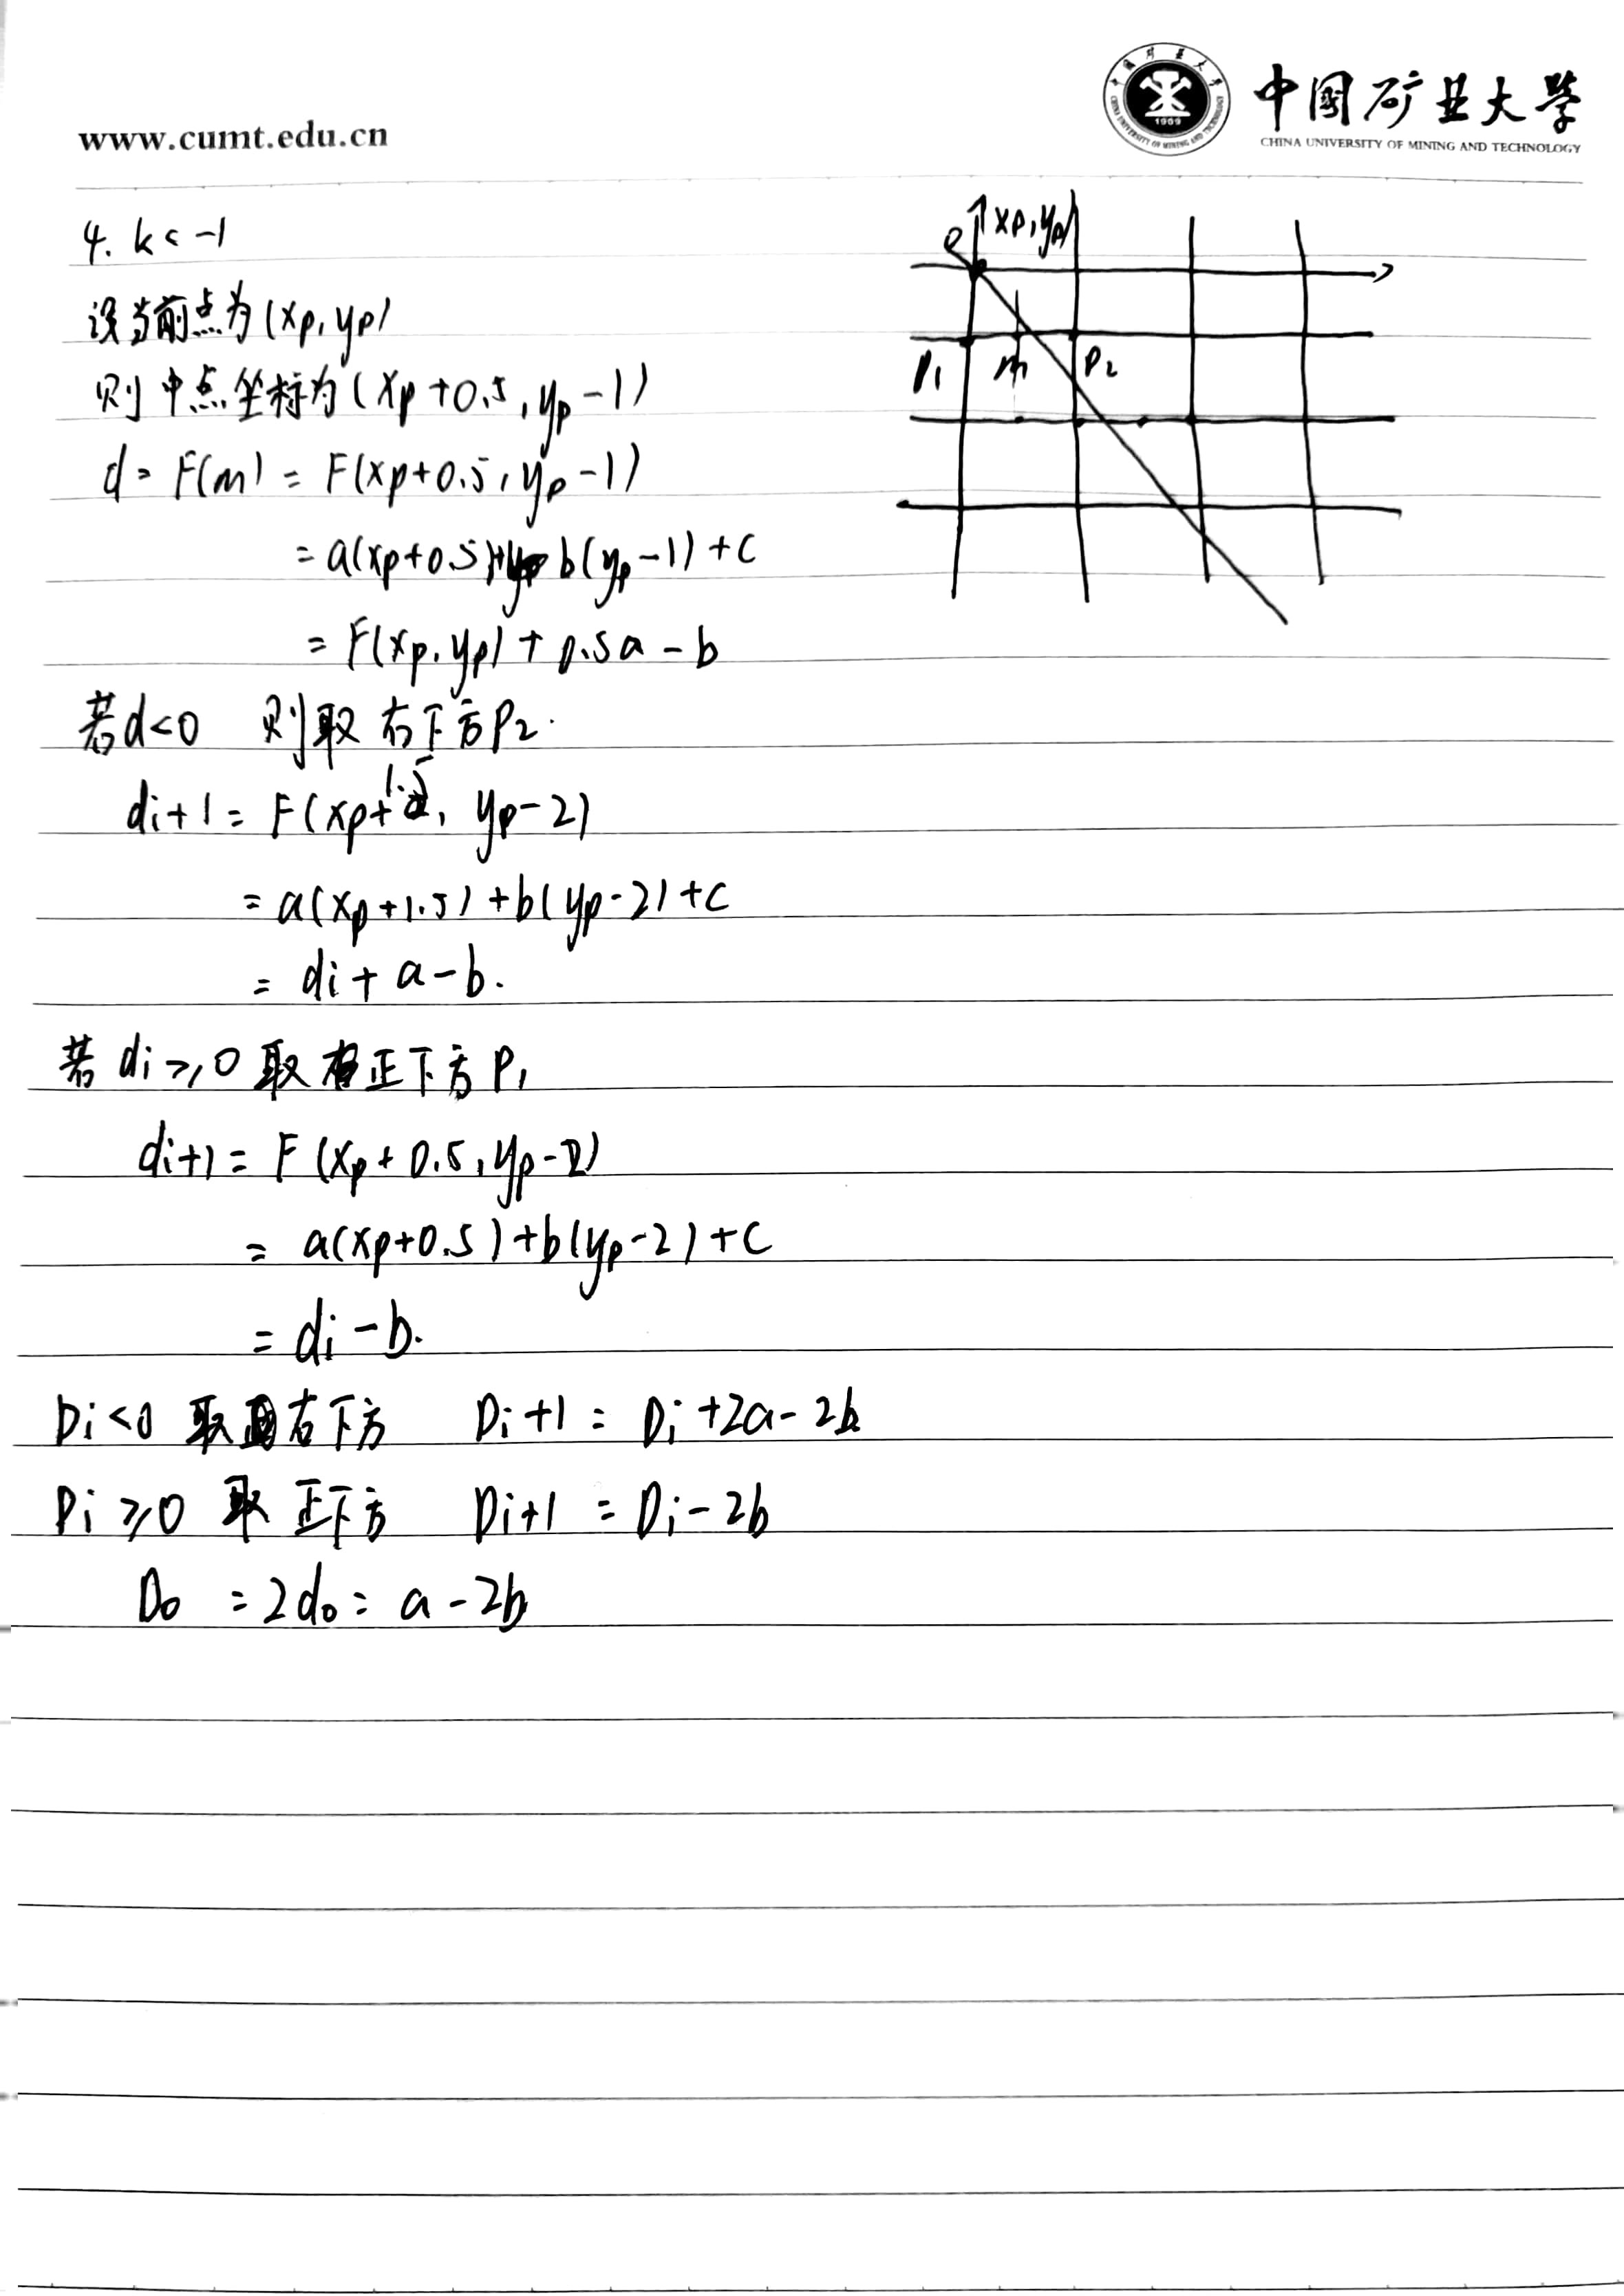 www.cumt.edu.cn
中国矿业大学
CHINA UNIVERSITY OF MINING AND TECHNOLOGY
1909
4. k < -1
设当前点为(xp, yp)
则中点坐标为(xp+0.5, yp-1)
d = F(m) = F(xp+0.5, yp-1)
= a(xp+0.5)+b(yp-1)+c
= F(xp, yp) + 0.5a - b
若d<0 则取右下方P2.
di+1 = F(xp+1.5, yp-2)
= a(xp+1.5)+b(yp-2)+c
= di + a - b.
若di≥0 取正下方P1
di+1 = F(xp+0.5, yp-2)
= a(xp+0.5)+b(yp-2)+c
= di - b.
Di<0 取右下方 Di+1 = Di+2a-2b
Di≥0 取正下方 Di+1 = Di-2b
D0 = 2d0 = a-2b
xp, yp
P1 m P2